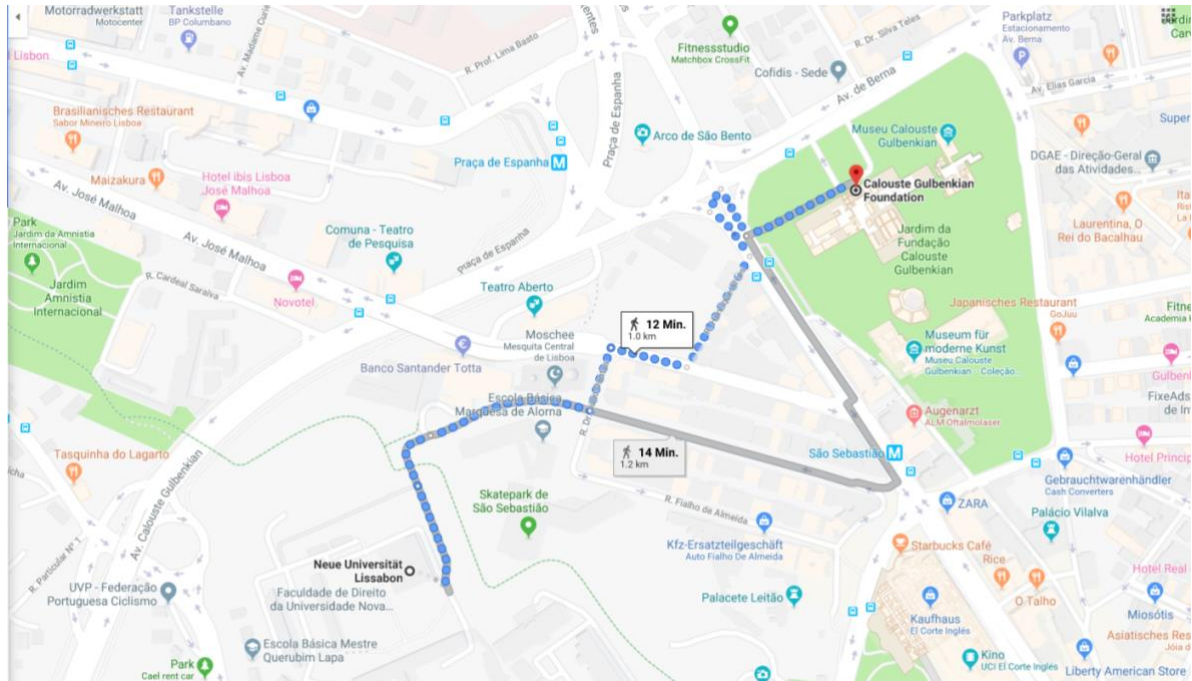 Motorradwerkstatt
Motocenter
Tankstelle
BP Columbano
Lisbon
Av. Madame Curie
R. Prof. Lima Basto
Fitnessstudio
Matchbox CrossFit
R. Dr. Silva Teles
Cofidis - Sede
Parkplatz
Estacionamento
Av. Berna
Av. de Berna
Av. Elias Garcia
Brasilianisches Restaurant
Sabor Mineiro Lisboa
Praça de Espanha
Praça de Espanha
Arco de São Bento
Museu Calouste
Gulbenkian
DGAE - Direção-Geral
das Atividades...
Maizakura
Hotel ibis Lisboa
José Malhoa
Av. José Malhoa
Av. José Malhoa
Calouste Gulbenkian
Foundation
Laurentina, O
Rei do Bacalhau
Park
Jardim da Amnistia
Internacional
Comuna - Teatro
de Pesquisa
Praça de Espanha
Jardim da
Fundação
Calouste
Gulbenkian
Jardim
Amnistia
Internacional
R. Cardeal Saraiva
Novotel
Teatro Aberto
Japanisches Restaurant
GoJuu
12 Min.
1.0 km
Moschee
Mesquita Central
de Lisboa
Museum für
moderne Kunst
Museu Calouste
Gulbenkian - Coleção...
Banco Santander Totta
Escola Básica
Marquesa de Alorna
Augenarzt
ALM Oftalmolaser
14 Min.
1.2 km
São Sebastião
Tasquinha do Lagarto
Av. Calouste Gulbenkian
Skatepark de
São Sebastião
R. Fialho de Almeida
Gebrauchtwarenhändler
Cash Converters
ZARA
Palácio Vilalva
Kfz-Ersatzteilgeschäft
Auto Fialho De Almeida
Starbucks Café
Rice
O Talho
Hotel Real
Neue Universität
Lissabon
Faculdade de Direito
da Universidade Nova...
R. Particular Nº 1
UVP - Federação
Portuguesa Ciclismo
Palacete Leitão
Kaufhaus
El Corte Inglés
Miosótis
Escola Básica Mestre
Querubim Lapa
Park
Cael rent car
Kino
UCI El Corte Inglés
Liberty American Store